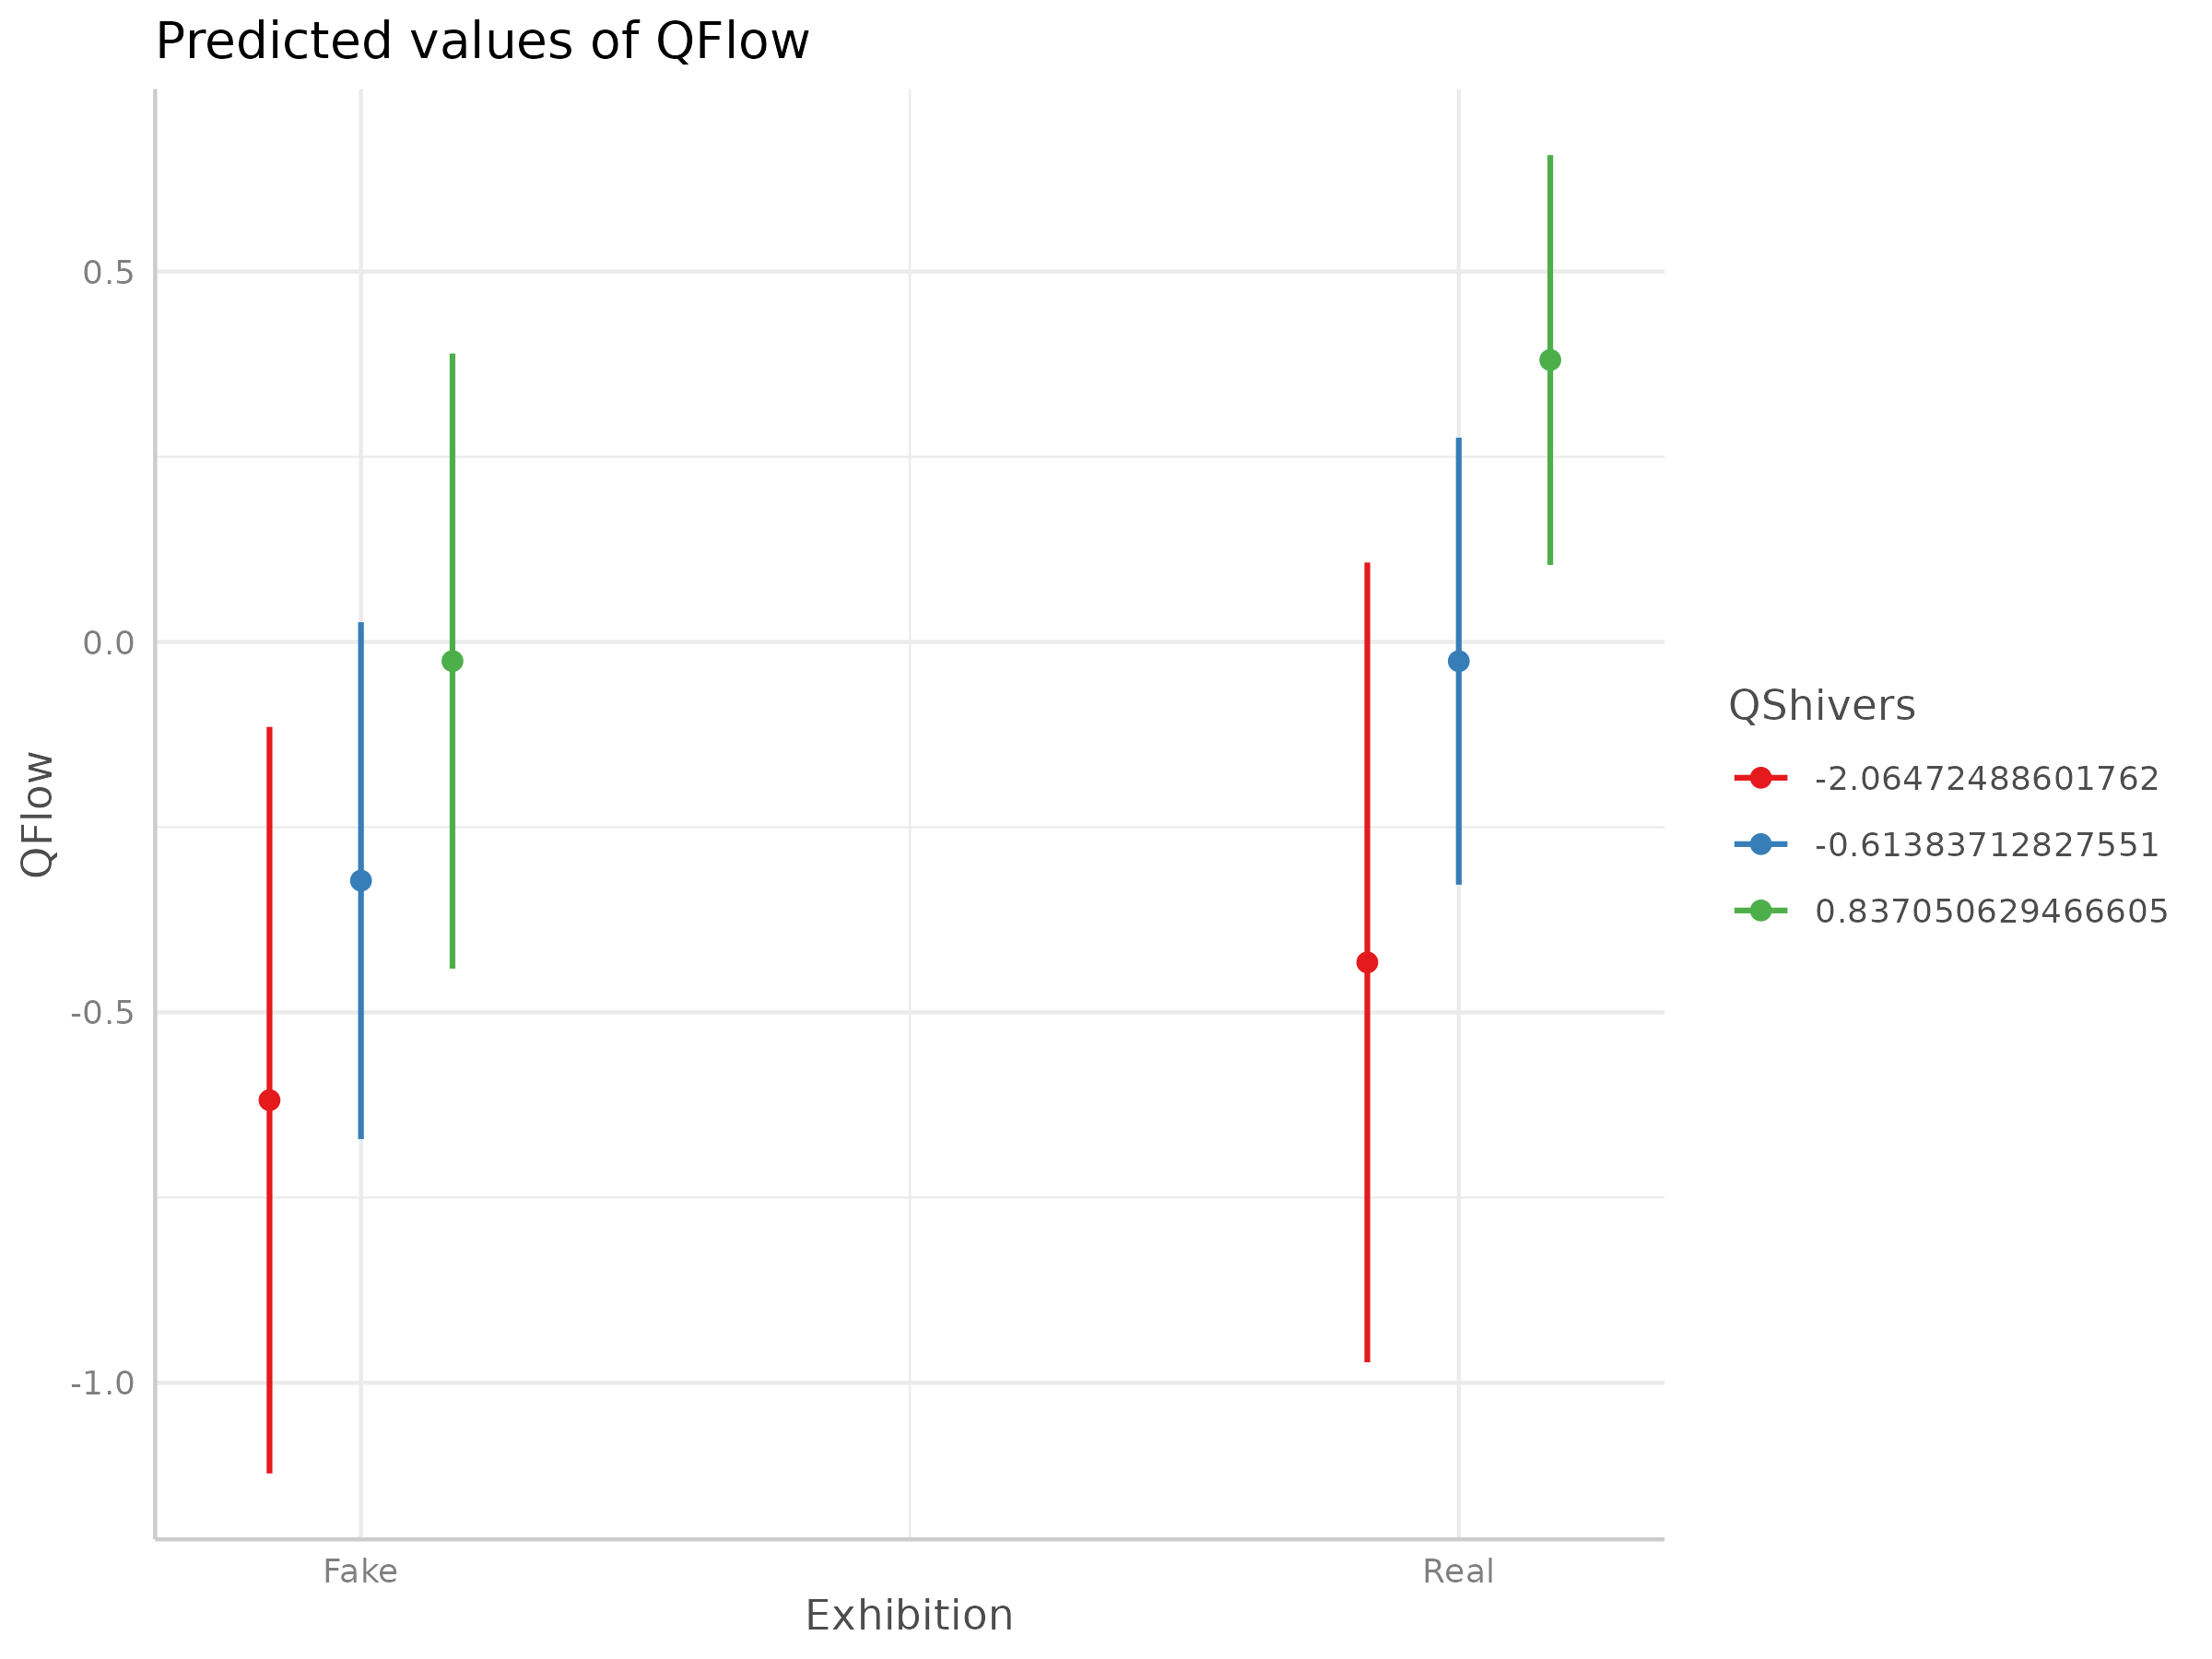 Predicted values of QFlow
0.5
0.0
-0.5
-1.0
QFlow
Fake
Real
Exhibition
QShivers
-2.06472488601762
-0.61383712827551
0.837050629466605